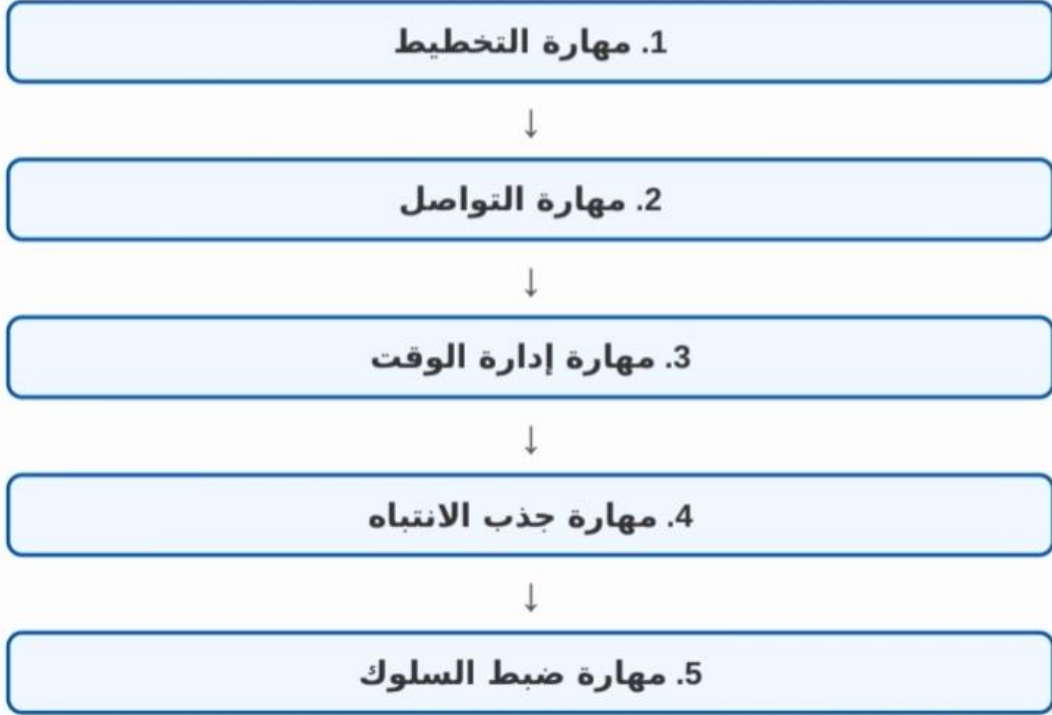 1. مهارة التخطيط
↓
2. مهارة التواصل
↓
3. مهارة إدارة الوقت
↓
4. مهارة جذب الانتباه
↓
5. مهارة ضبط السلوك